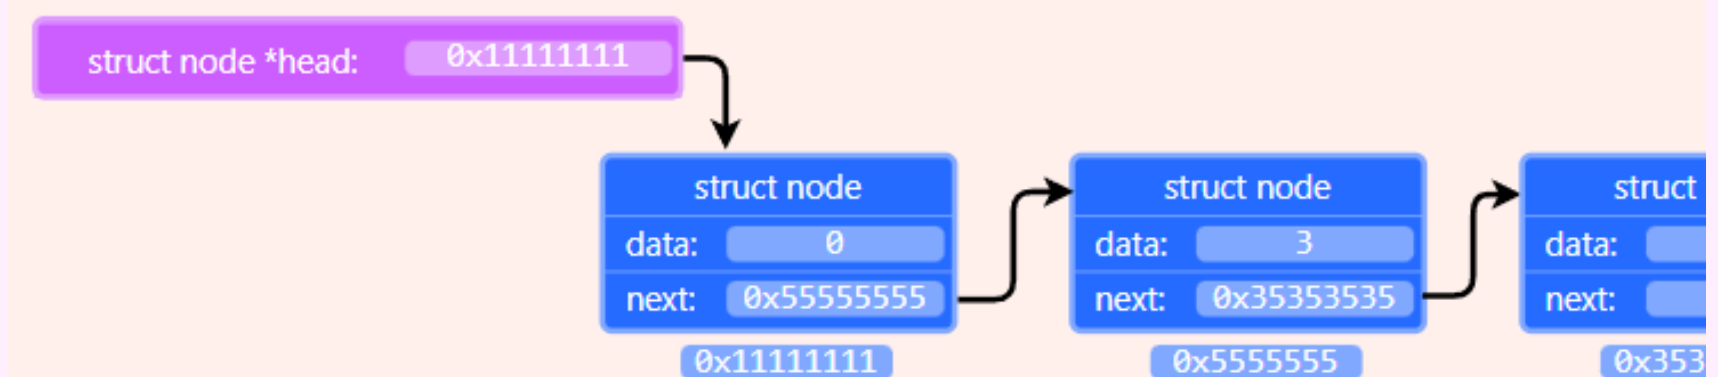 struct node *head: 0x11111111
struct node
data: 0
next: 0x55555555
0x11111111
struct node
data: 3
next: 0x35353535
0x5555555
struct
data:
next:
0x353